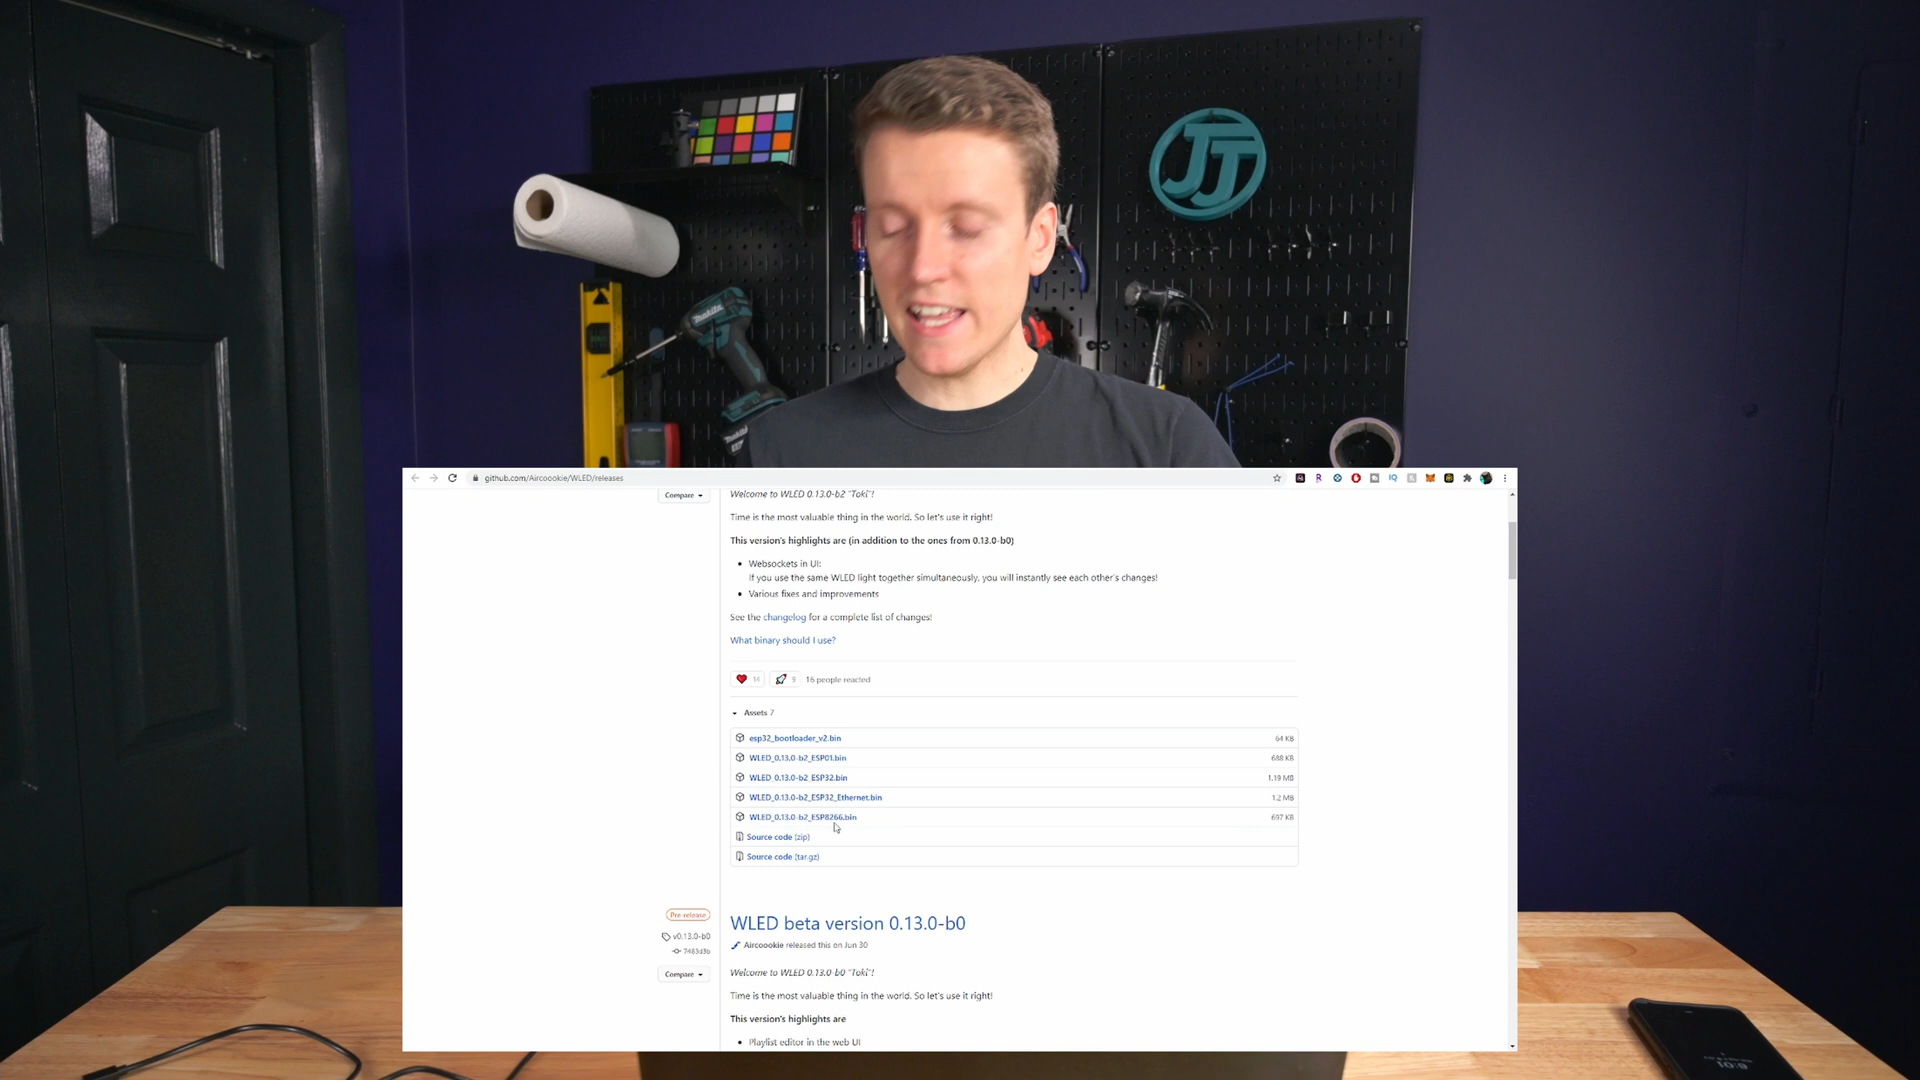 JT
makita
github.com/Aircoookie/WLED/releases
Compare
Welcome to WLED 0.13.0-b2 "Toki"!
Time is the most valuable thing in the world. So let's use it right!
This version's highlights are (in addition to the ones from 0.13.0-b0)
Websockets in UI:
If you use the same WLED light together simultaneously, you will instantly see each other's changes!
Various fixes and improvements
See the changelog for a complete list of changes!
What binary should I use?
14 9 16 people reacted
Assets 7
esp32_bootloader_v2.bin 64 KB
WLED_0.13.0-b2_ESP01.bin 688 KB
WLED_0.13.0-b2_ESP32.bin 1.19 MB
WLED_0.13.0-b2_ESP32_Ethernet.bin 1.2 MB
WLED_0.13.0-b2_ESP8266.bin 697 KB
Source code (zip)
Source code (tar.gz)
Pre-release
WLED beta version 0.13.0-b0
v0.13.0-b0
Aircoookie released this on Jun 30
7483d3b
Compare
Welcome to WLED 0.13.0-b0 "Toki"!
Time is the most valuable thing in the world. So let's use it right!
This version's highlights are
Playlist editor in the web UI
6:01